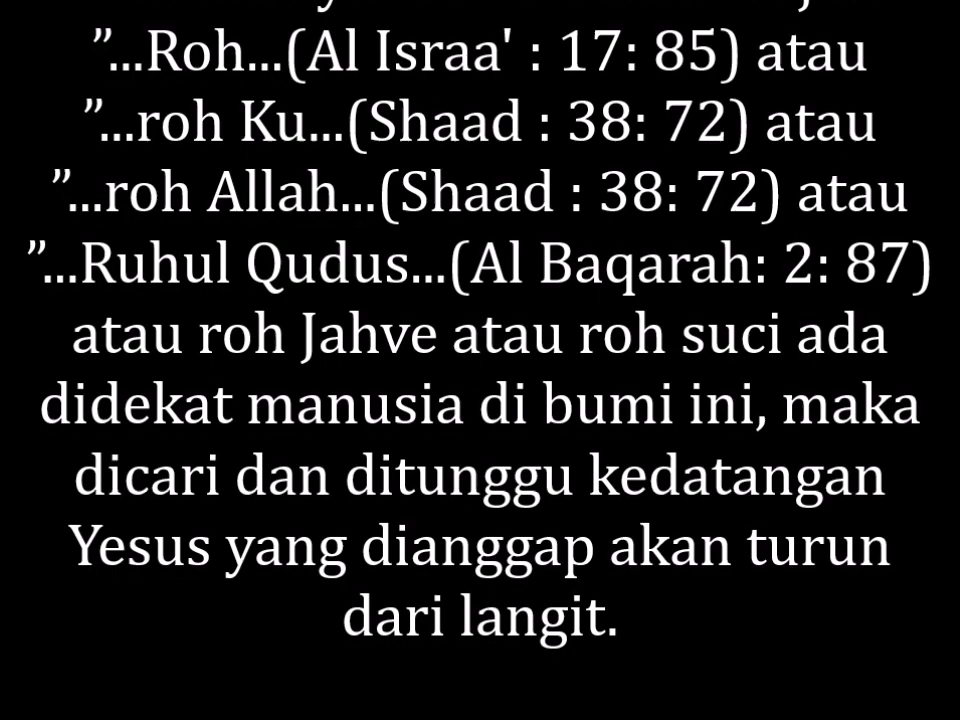 ”...Roh...(Al Israa' : 17: 85) atau
”...roh Ku...(Shaad : 38: 72) atau
”...roh Allah...(Shaad : 38: 72) atau
”...Ruhul Qudus...(Al Baqarah: 2: 87)
atau roh Jahve atau roh suci ada
didekat manusia di bumi ini, maka
dicari dan ditunggu kedatangan
Yesus yang dianggap akan turun
dari langit.